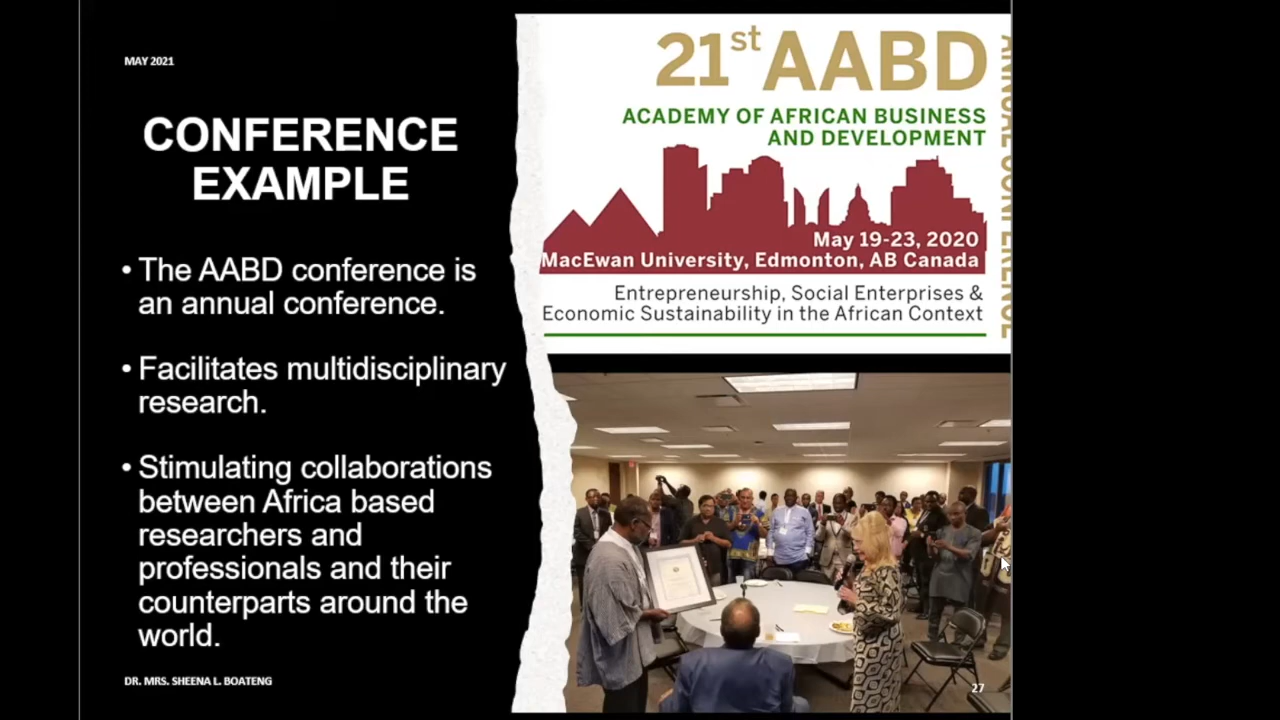 MAY 2021
CONFERENCE
EXAMPLE
• The AABD conference is
an annual conference.
• Facilitates multidisciplinary
research.
• Stimulating collaborations
between Africa based
researchers and
professionals and their
counterparts around the
world.
DR. MRS. SHEENA L. BOATENG
21st AABD
ACADEMY OF AFRICAN BUSINESS
AND DEVELOPMENT
May 19-23, 2020
MacEwan University, Edmonton, AB Canada
Entrepreneurship, Social Enterprises &
Economic Sustainability in the African Context
ANNUAL CONFERENCE
27